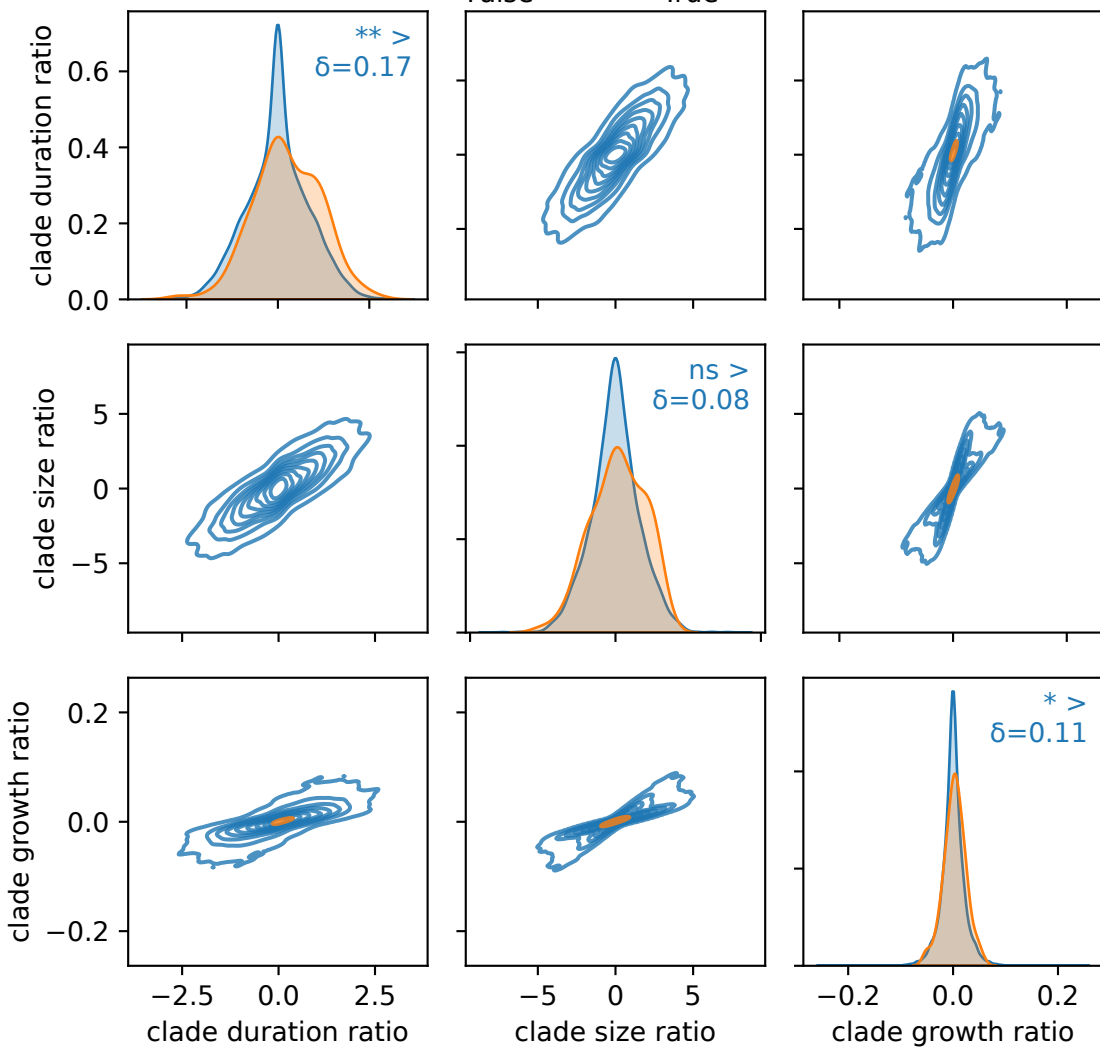 ** >
δ=0.17
clade duration ratio
0.6
0.4
0.2
0.0
ns >
δ=0.08
clade size ratio
5
0
−5
* >
δ=0.11
clade growth ratio
0.2
0.0
−0.2
−2.5 0.0 2.5 −5 0 5 −0.2 0.0 0.2
clade duration ratio clade size ratio clade growth ratio